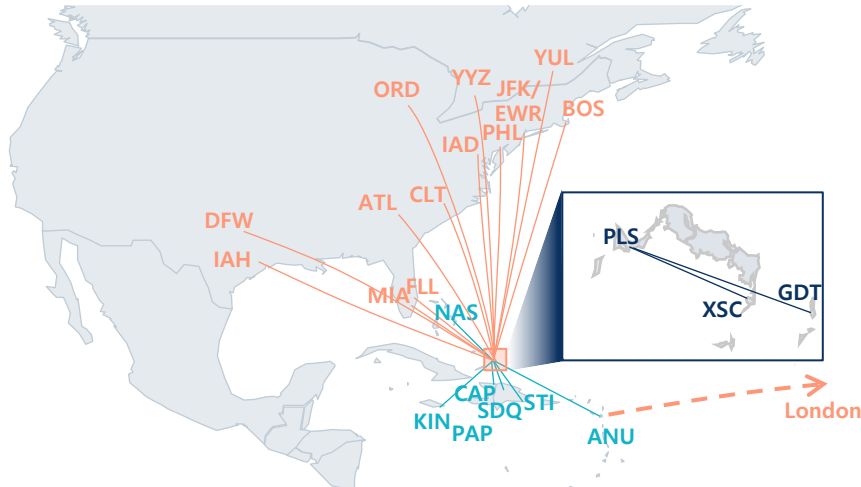 YUL
YYZ
ORD
JFK/
EWR
BOS
PHL
IAD
CLT
ATL
DFW
IAH
FLL
MIA
NAS
PLS
GDT
XSC
CAP
STI
SDQ
KIN
PAP
ANU
London